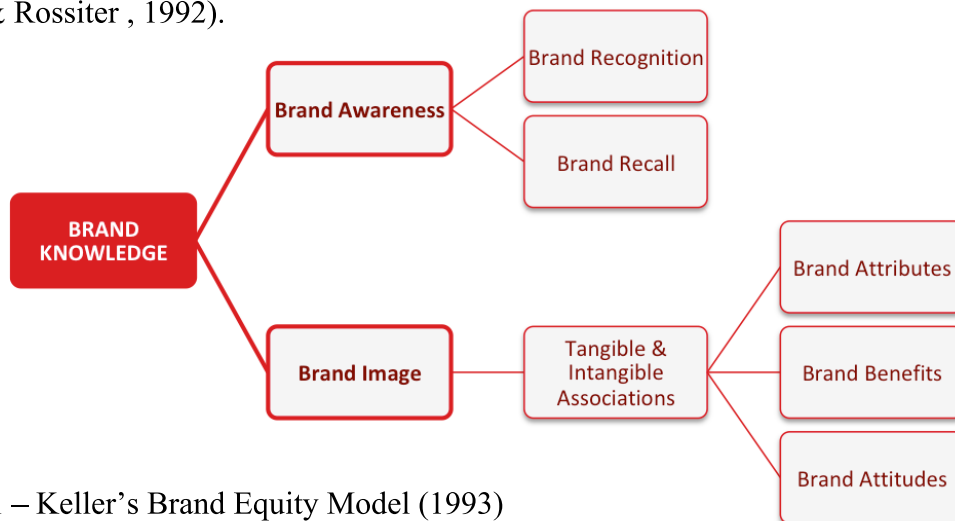 Rossiter , 1992).
Brand Recognition
Brand Awareness
Brand Recall
BRAND
KNOWLEDGE
Brand Attributes
Brand Image
Tangible &
Intangible
Associations
Brand Benefits
Brand Attitudes
– Keller’s Brand Equity Model (1993)